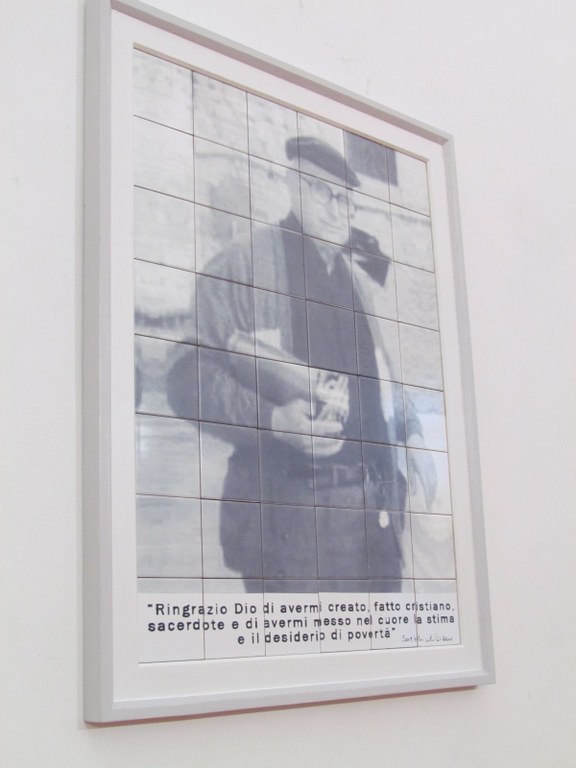 "Ringrazio Dio di avermi creato, fatto cristiano,
sacerdote e di avermi messo nel cuore la stima
e il desiderio di povertà"